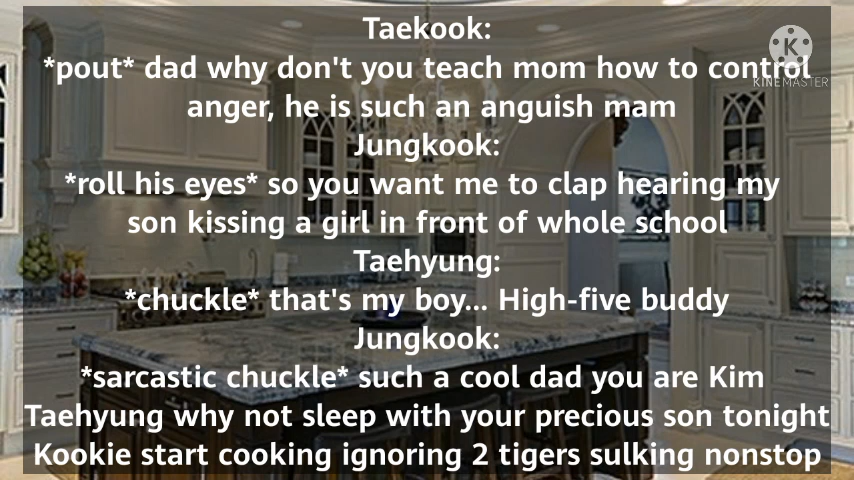 Taekook:
*pout* dad why don't you teach mom how to control
anger, he is such an anguish mam
Jungkook:
*roll his eyes* so you want me to clap hearing my
son kissing a girl in front of whole school
Taehyung:
*chuckle* that's my boy... High-five buddy
Jungkook:
*sarcastic chuckle* such a cool dad you are Kim
Taehyung why not sleep with your precious son tonight
Kookie start cooking ignoring 2 tigers sulking nonstop
K
KINEMASTER